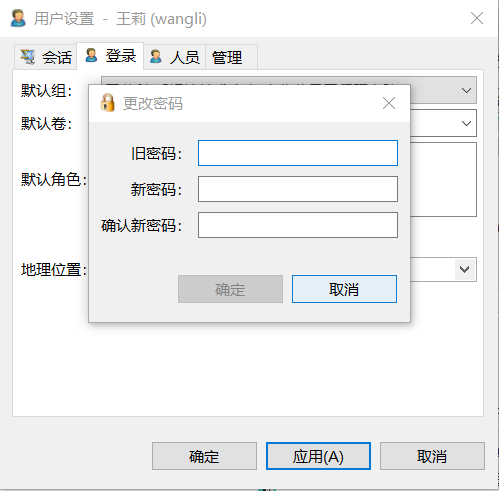 用户设置 - 王莉 (wangli)
会话
登录
人员
管理
默认组：
更改密码
默认卷：
旧密码：
默认角色：
新密码：
确认新密码：
地理位置：
确定
取消
确定
应用(A)
取消